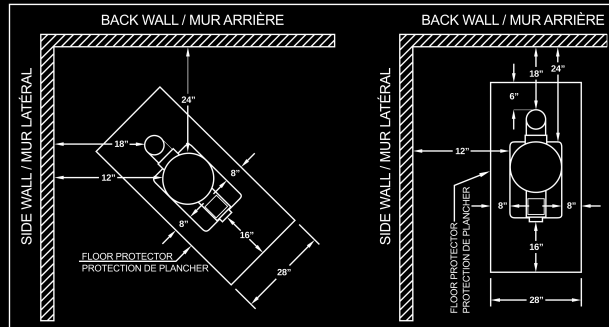 BACK WALL / MUR ARRIÈRE
SIDE WALL / MUR LATÉRAL
24"
18"
12"
8"
8"
16"
28"
FLOOR PROTECTOR
PROTECTION DE PLANCHER
BACK WALL / MUR ARRIÈRE
SIDE WALL / MUR LATÉRAL
18"
24"
6"
12"
8"
8"
16"
28"
FLOOR PROTECTOR
PROTECTION DE PLANCHER